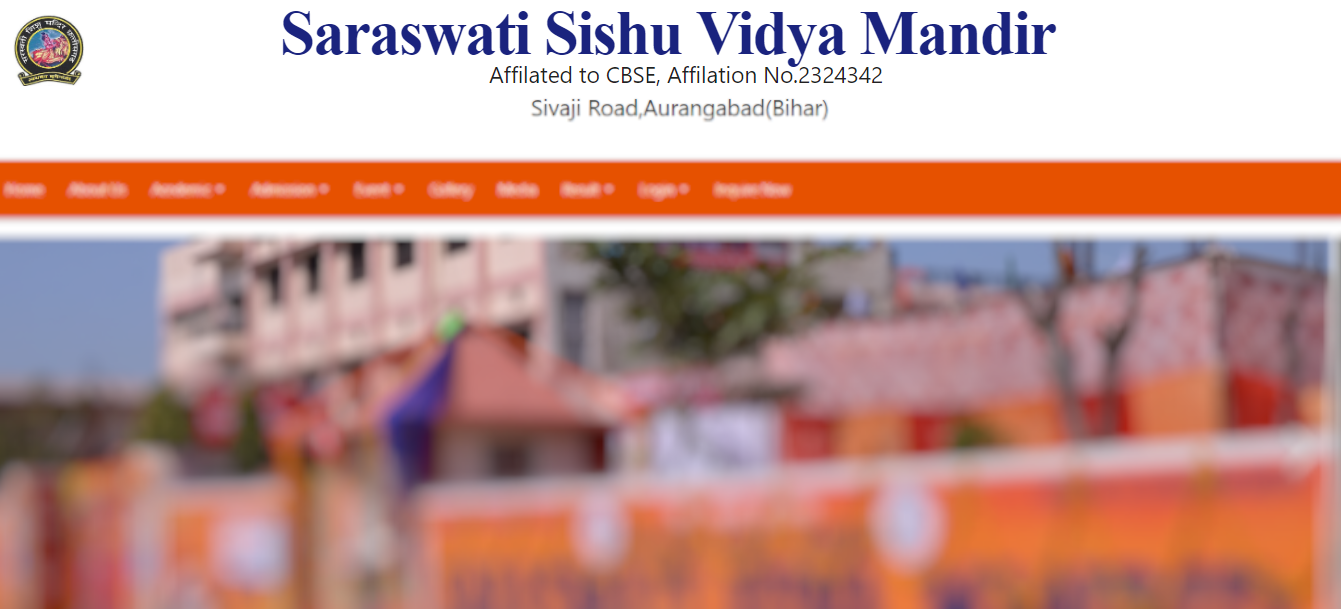 Saraswati Sishu Vidya Mandir
Affilated to CBSE, Affilation No.2324342
Sivaji Road,Aurangabad(Bihar)
Home About Us Academic Admission Event Gallery Media Result Login Inquire Now